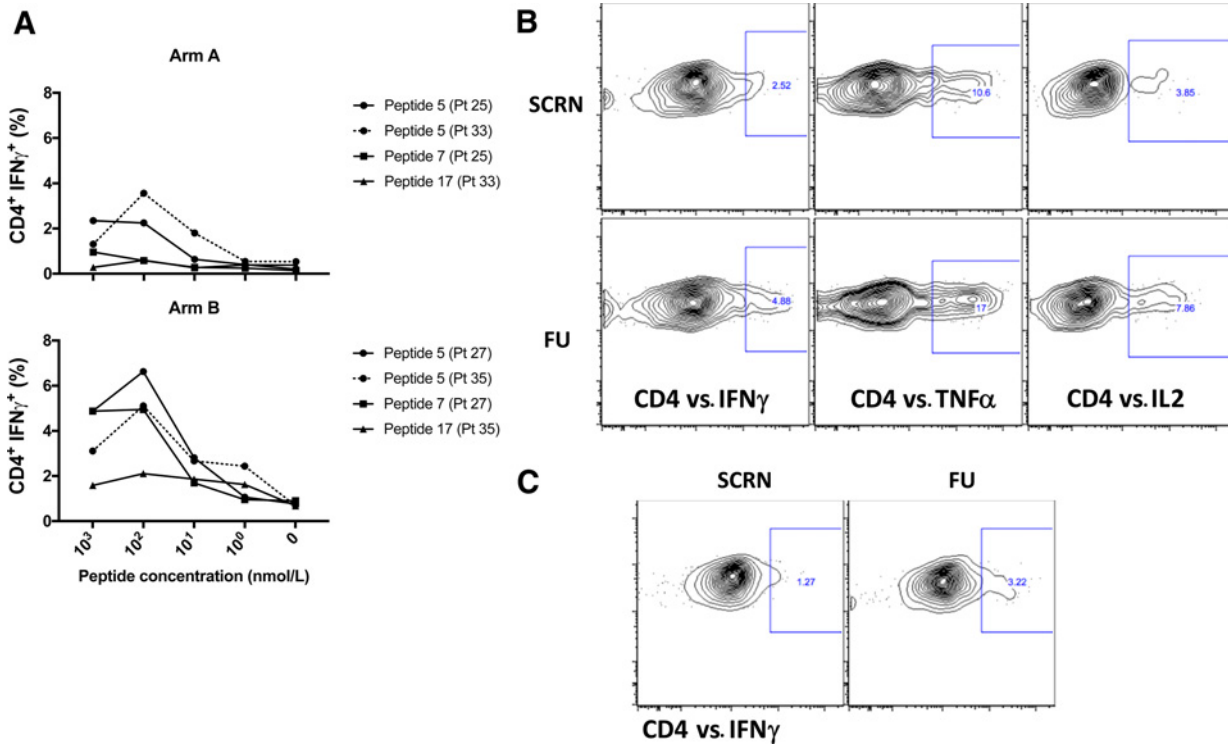 A
Arm A
8
6
4
2
0
CD4+ IFNγ+ (%)
Peptide 5 (Pt 25)
Peptide 5 (Pt 33)
Peptide 7 (Pt 25)
Peptide 17 (Pt 33)
Arm B
8
6
4
2
0
CD4+ IFNγ+ (%)
10³
10²
10¹
10⁰
0
Peptide concentration (nmol/L)
Peptide 5 (Pt 27)
Peptide 5 (Pt 35)
Peptide 7 (Pt 27)
Peptide 17 (Pt 35)
B
SCRN
2.52
10.6
3.85
FU
4.88
17
7.86
CD4 vs. IFNγ
CD4 vs. TNFα
CD4 vs. IL2
C
SCRN
FU
1.27
3.22
CD4 vs. IFNγ